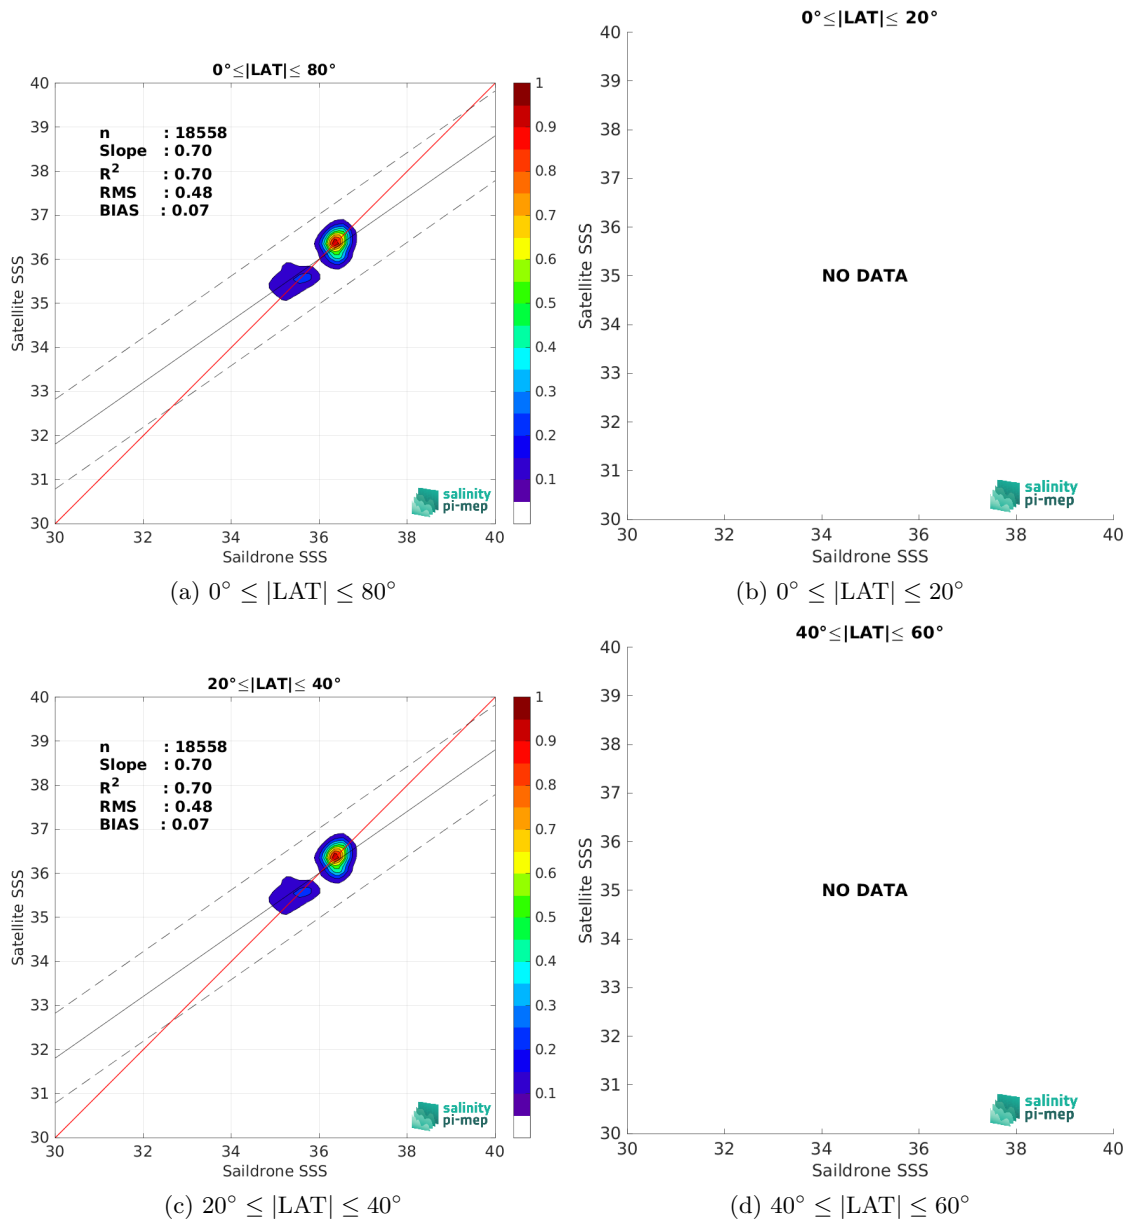 0°≤|LAT|≤ 80°
40
39
38
37
36
35
34
33
32
31
30
30
32
34
36
38
40
Satellite SSS
Saildrone SSS
n : 18558
Slope : 0.70
R² : 0.70
RMS : 0.48
BIAS : 0.07
1
0.9
0.8
0.7
0.6
0.5
0.4
0.3
0.2
0.1
salinity
pi-mep
(a) 0° ≤ |LAT| ≤ 80°
0°≤|LAT|≤ 20°
40
39
38
37
36
35
34
33
32
31
30
30
32
34
36
38
40
Satellite SSS
Saildrone SSS
NO DATA
salinity
pi-mep
(b) 0° ≤ |LAT| ≤ 20°
20°≤|LAT|≤ 40°
40
39
38
37
36
35
34
33
32
31
30
30
32
34
36
38
40
Satellite SSS
Saildrone SSS
n : 18558
Slope : 0.70
R² : 0.70
RMS : 0.48
BIAS : 0.07
1
0.9
0.8
0.7
0.6
0.5
0.4
0.3
0.2
0.1
salinity
pi-mep
(c) 20° ≤ |LAT| ≤ 40°
40°≤|LAT|≤ 60°
40
39
38
37
36
35
34
33
32
31
30
30
32
34
36
38
40
Satellite SSS
Saildrone SSS
NO DATA
salinity
pi-mep
(d) 40° ≤ |LAT| ≤ 60°